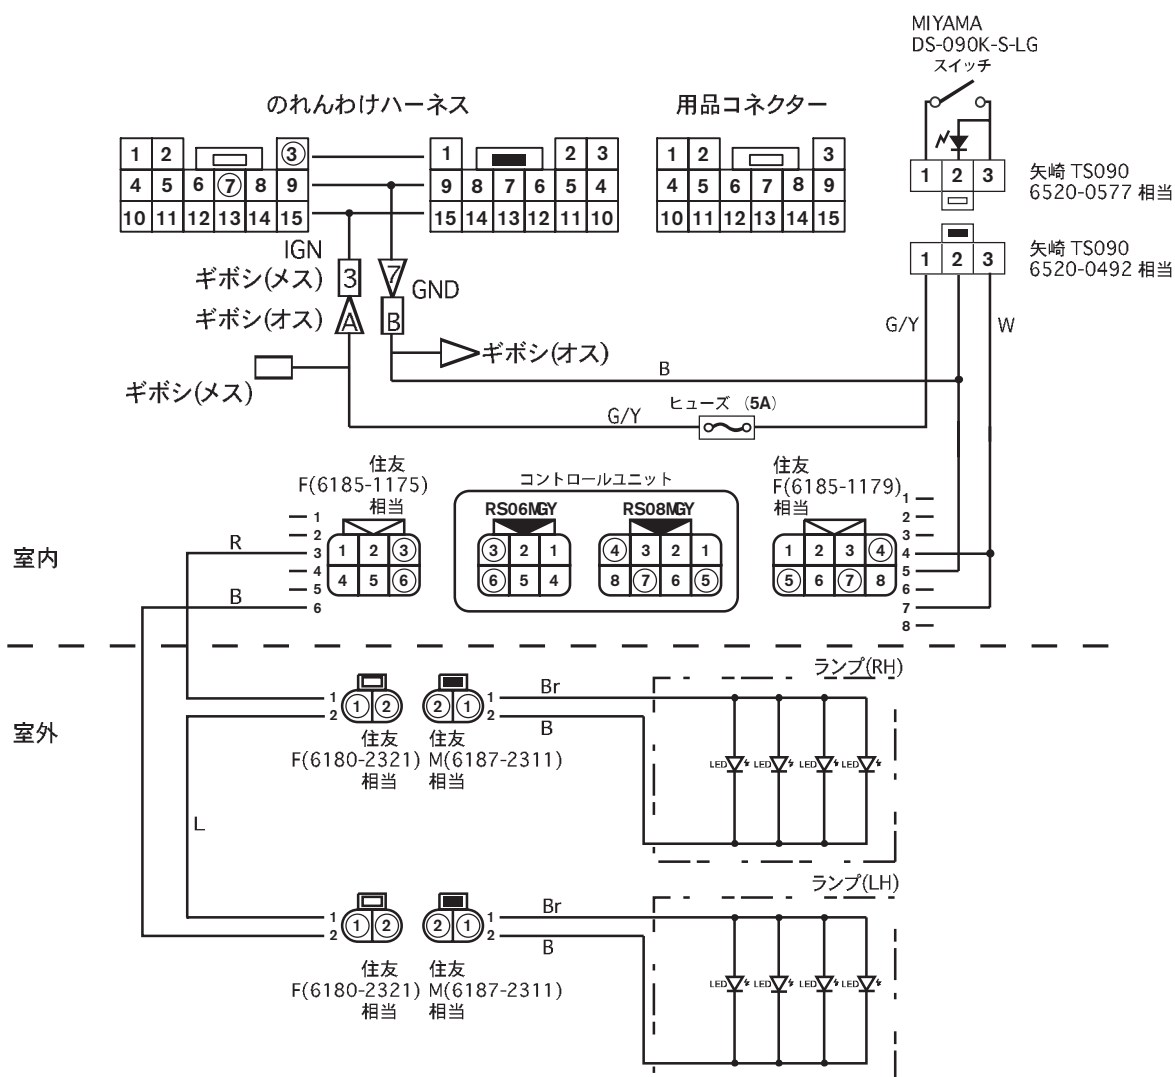 MIYAMA
DS-090K-S-LG
スイッチ
のれんわけハーネス
用品コネクター
1 2 3
4 5 6 7 8 9
10 11 12 13 14 15
1 2 3
9 8 7 6 5 4
15 14 13 12 11 10
1 2 3
4 5 6 7 8 9
10 11 12 13 14 15
1 2 3
矢崎 TS090
6520-0577 相当
1 2 3
矢崎 TS090
6520-0492 相当
IGN
ギボシ(メス)
3
7
GND
ギボシ(オス)
A
B
ギボシ(オス)
ギボシ(メス)
G/Y
W
B
G/Y
ヒューズ (5A)
住友
F(6185-1175)
相当
コントロールユニット
RS06MGY
RS08MGY
住友
F(6185-1179)
相当
室内
R
B
1
2
3
4
5
6
1 2 3
4 5 6
3 2 1
6 5 4
4 3 2 1
8 7 6 5
1 2 3 4
5 6 7 8
1
2
3
4
5
6
7
8
室外
ランプ(RH)
1
2
1 2
2 1
1
2
Br
B
住友
F(6180-2321)
相当
住友
M(6187-2311)
相当
LED LED LED LED
L
ランプ(LH)
1
2
1 2
2 1
1
2
Br
B
住友
F(6180-2321)
相当
住友
M(6187-2311)
相当
LED LED LED LED